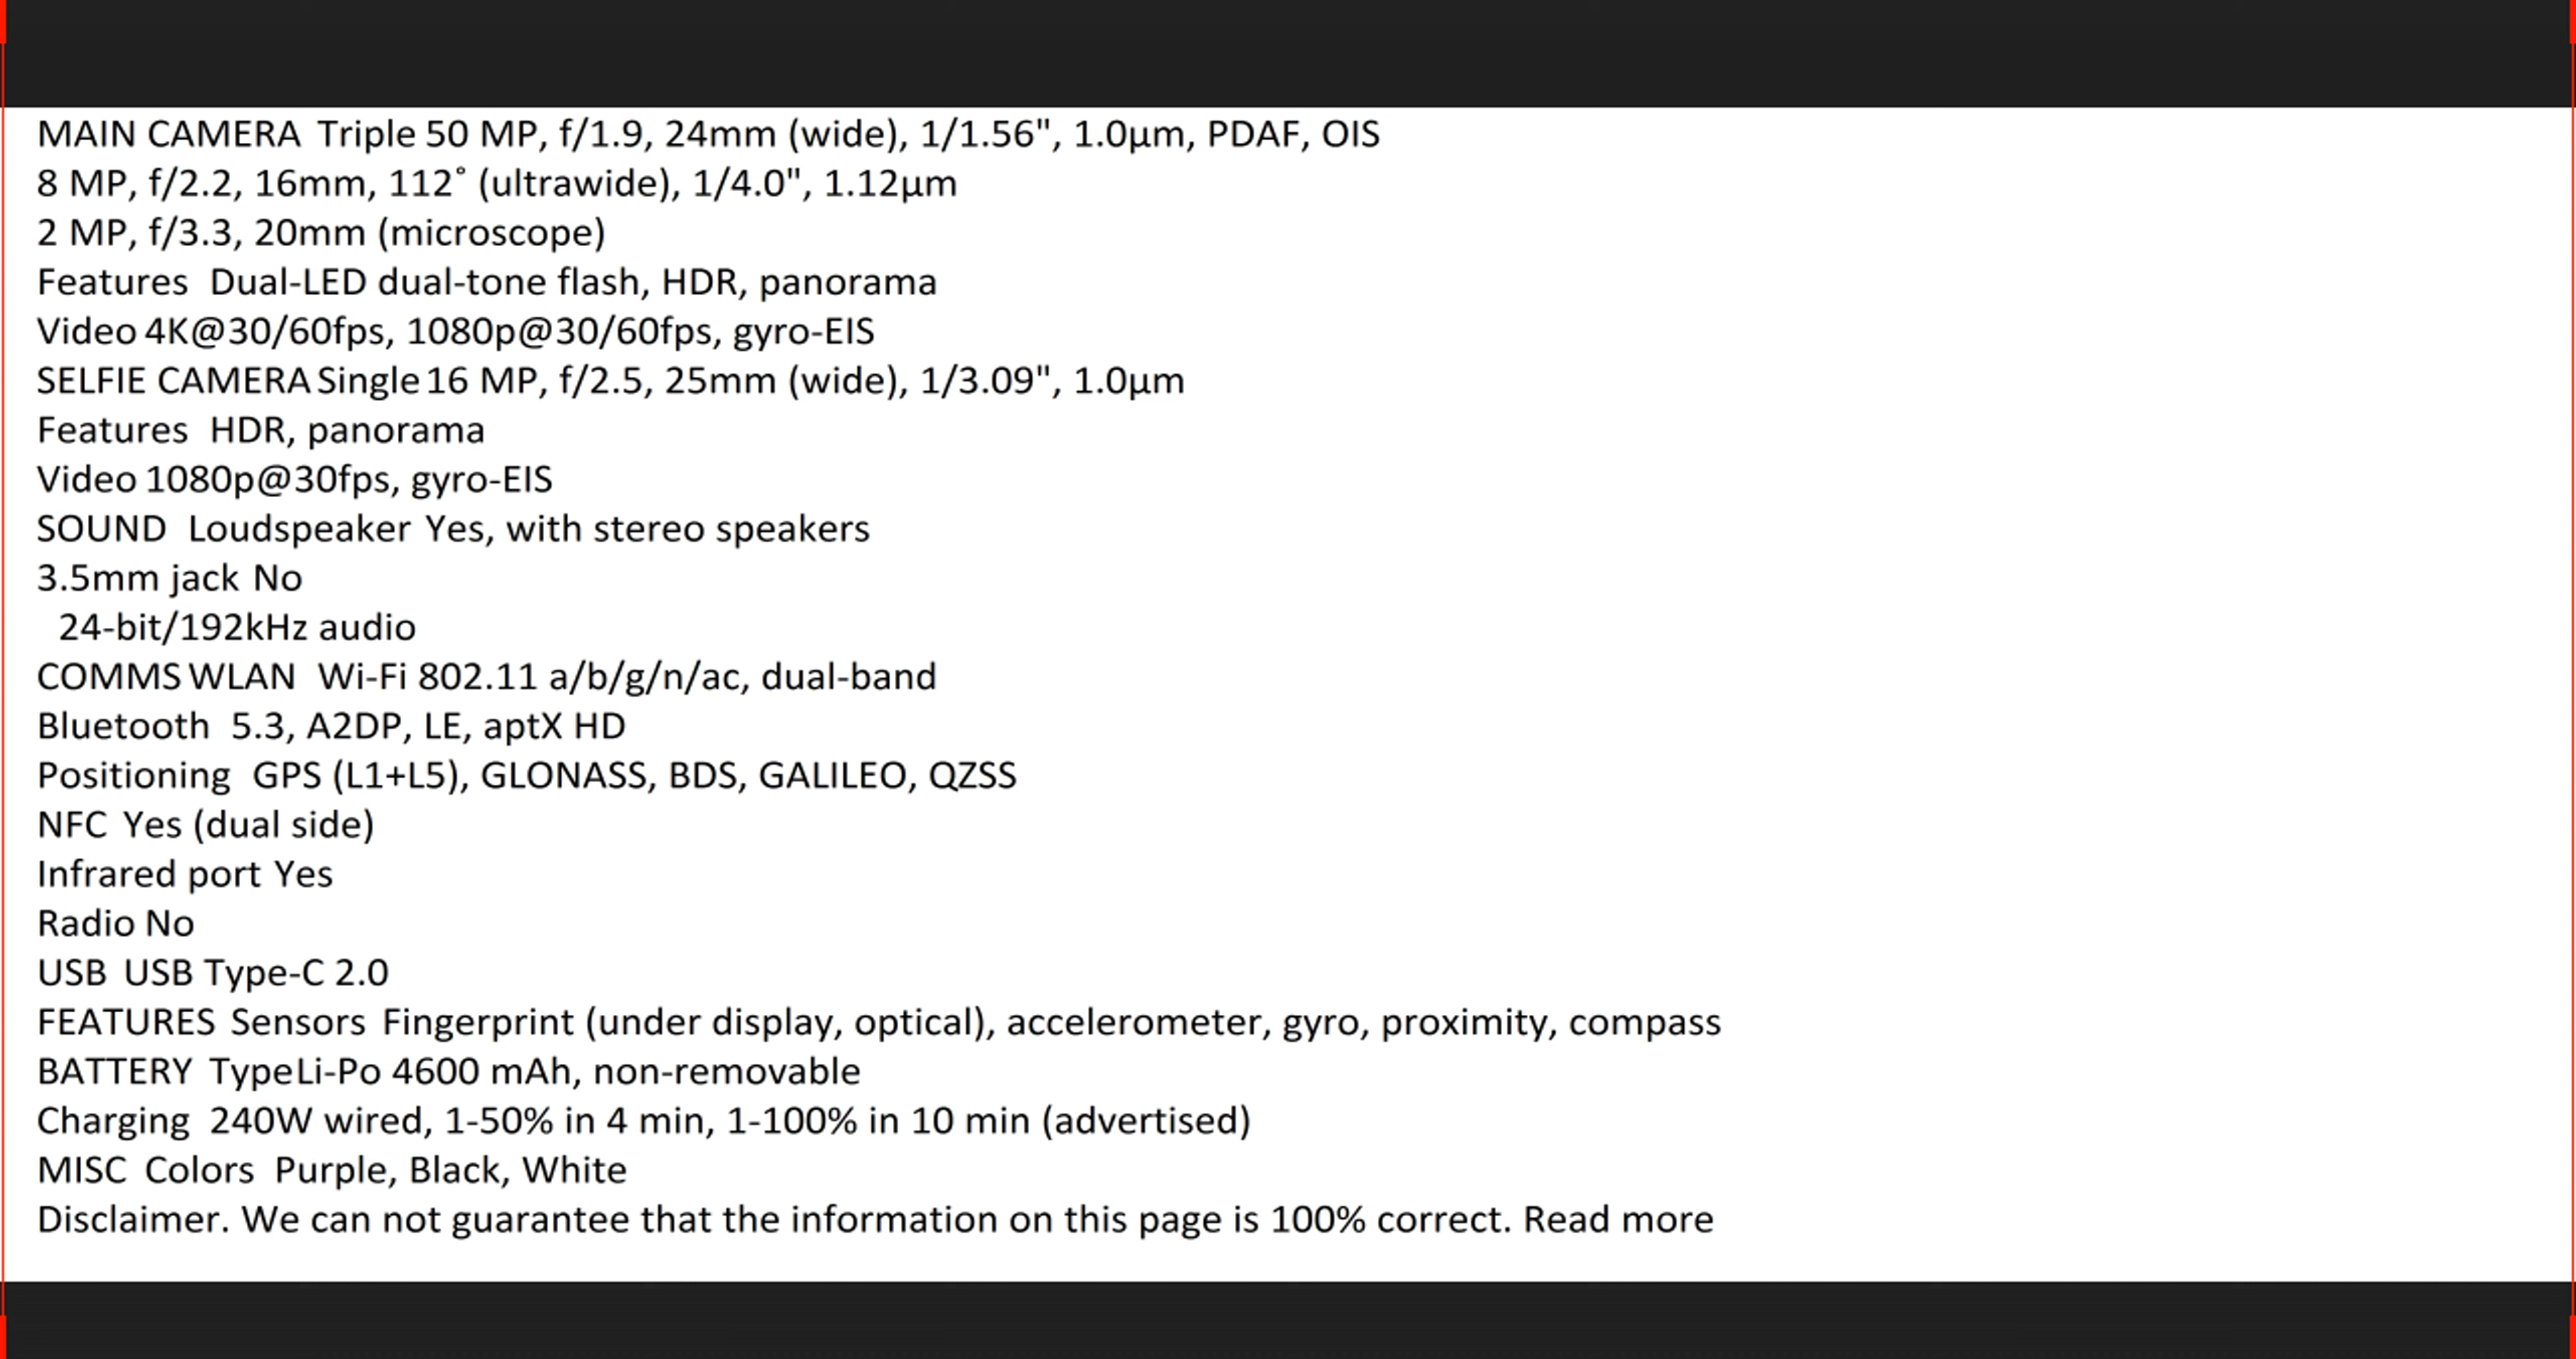 MAIN CAMERA Triple 50 MP, f/1.9, 24mm (wide), 1/1.56", 1.0µm, PDAF, OIS
8 MP, f/2.2, 16mm, 112˚ (ultrawide), 1/4.0", 1.12µm
2 MP, f/3.3, 20mm (microscope)
Features Dual-LED dual-tone flash, HDR, panorama
Video 4K@30/60fps, 1080p@30/60fps, gyro-EIS
SELFIE CAMERA Single 16 MP, f/2.5, 25mm (wide), 1/3.09", 1.0µm
Features HDR, panorama
Video 1080p@30fps, gyro-EIS
SOUND Loudspeaker Yes, with stereo speakers
3.5mm jack No
24-bit/192kHz audio
COMMS WLAN Wi-Fi 802.11 a/b/g/n/ac, dual-band
Bluetooth 5.3, A2DP, LE, aptX HD
Positioning GPS (L1+L5), GLONASS, BDS, GALILEO, QZSS
NFC Yes (dual side)
Infrared port Yes
Radio No
USB USB Type-C 2.0
FEATURES Sensors Fingerprint (under display, optical), accelerometer, gyro, proximity, compass
BATTERY Type Li-Po 4600 mAh, non-removable
Charging 240W wired, 1-50% in 4 min, 1-100% in 10 min (advertised)
MISC Colors Purple, Black, White
Disclaimer. We can not guarantee that the information on this page is 100% correct. Read more